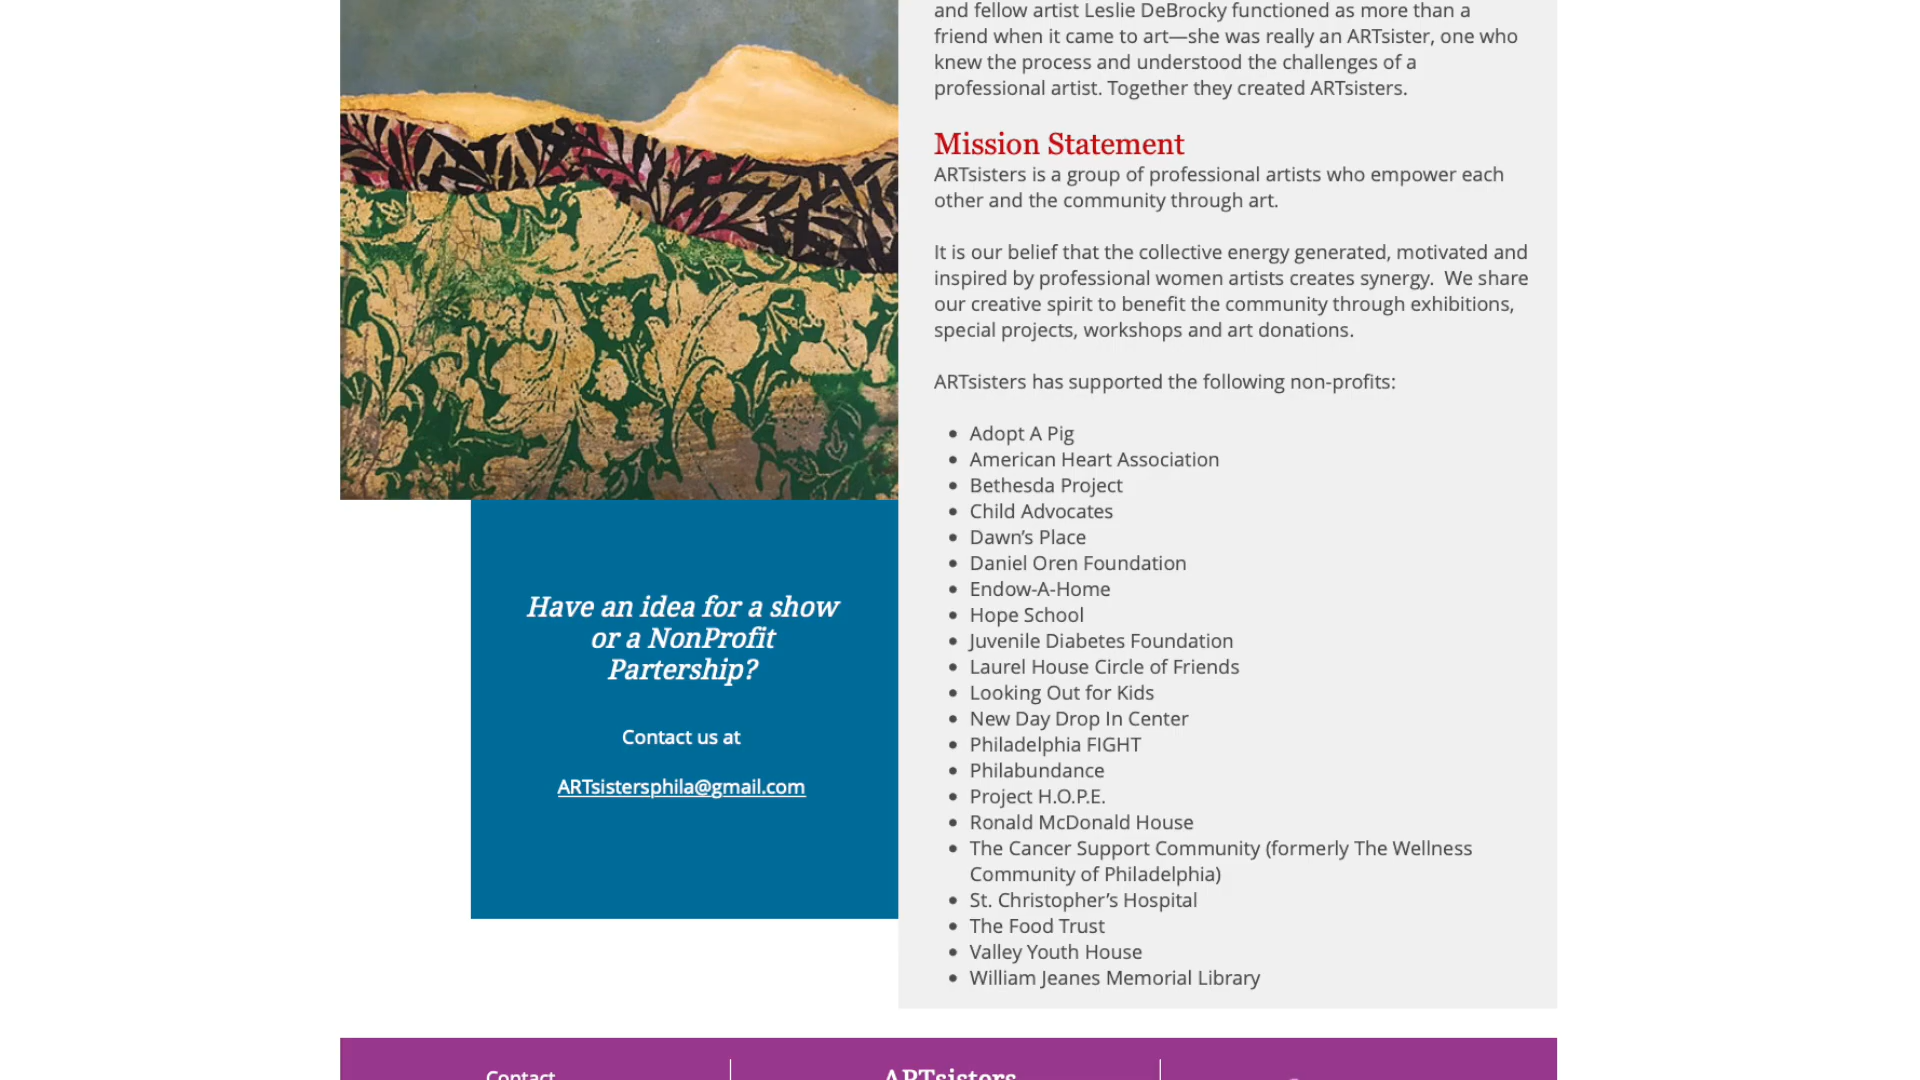 and fellow artist Leslie DeBrocky functioned as more than a
friend when it came to art—she was really an ARTsister, one who
knew the process and understood the challenges of a
professional artist. Together they created ARTsisters.
Mission Statement
ARTsisters is a group of professional artists who empower each
other and the community through art.
It is our belief that the collective energy generated, motivated and
inspired by professional women artists creates synergy.  We share
our creative spirit to benefit the community through exhibitions,
special projects, workshops and art donations.
ARTsisters has supported the following non-profits:
• Adopt A Pig
• American Heart Association
• Bethesda Project
• Child Advocates
• Dawn’s Place
• Daniel Oren Foundation
• Endow-A-Home
• Hope School
• Juvenile Diabetes Foundation
• Laurel House Circle of Friends
• Looking Out for Kids
• New Day Drop In Center
• Philadelphia FIGHT
• Philabundance
• Project H.O.P.E.
• Ronald McDonald House
• The Cancer Support Community (formerly The Wellness
Community of Philadelphia)
• St. Christopher’s Hospital
• The Food Trust
• Valley Youth House
• William Jeanes Memorial Library
Have an idea for a show
or a NonProfit
Partership?
Contact us at
ARTsistersphila@gmail.com
Contact
ARTsisters